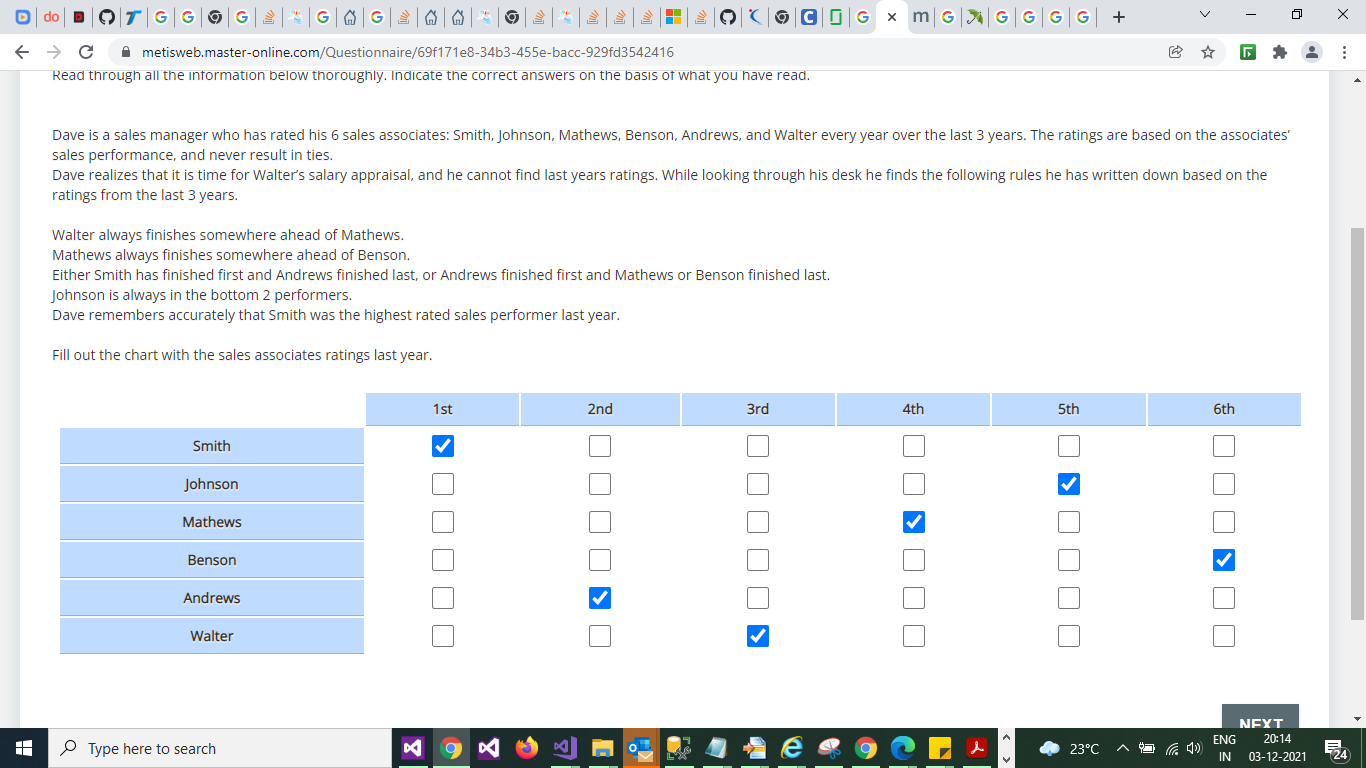 do
metisweb.master-online.com/Questionnaire/69f171e8-34b3-455e-bacc-929fd3542416
Read through all the information below thoroughly. Indicate the correct answers on the basis of what you have read.
Dave is a sales manager who has rated his 6 sales associates: Smith, Johnson, Mathews, Benson, Andrews, and Walter every year over the last 3 years. The ratings are based on the associates'
sales performance, and never result in ties.
Dave realizes that it is time for Walter's salary appraisal, and he cannot find last years ratings. While looking through his desk he finds the following rules he has written down based on the
ratings from the last 3 years.
Walter always finishes somewhere ahead of Mathews.
Mathews always finishes somewhere ahead of Benson.
Either Smith has finished first and Andrews finished last, or Andrews finished first and Mathews or Benson finished last.
Johnson is always in the bottom 2 performers.
Dave remembers accurately that Smith was the highest rated sales performer last year.
Fill out the chart with the sales associates ratings last year.
1st 2nd 3rd 4th 5th 6th
Smith
Johnson
Mathews
Benson
Andrews
Walter
NEXT
Type here to search
23°C
ENG
IN
20:14
03-12-2021
24